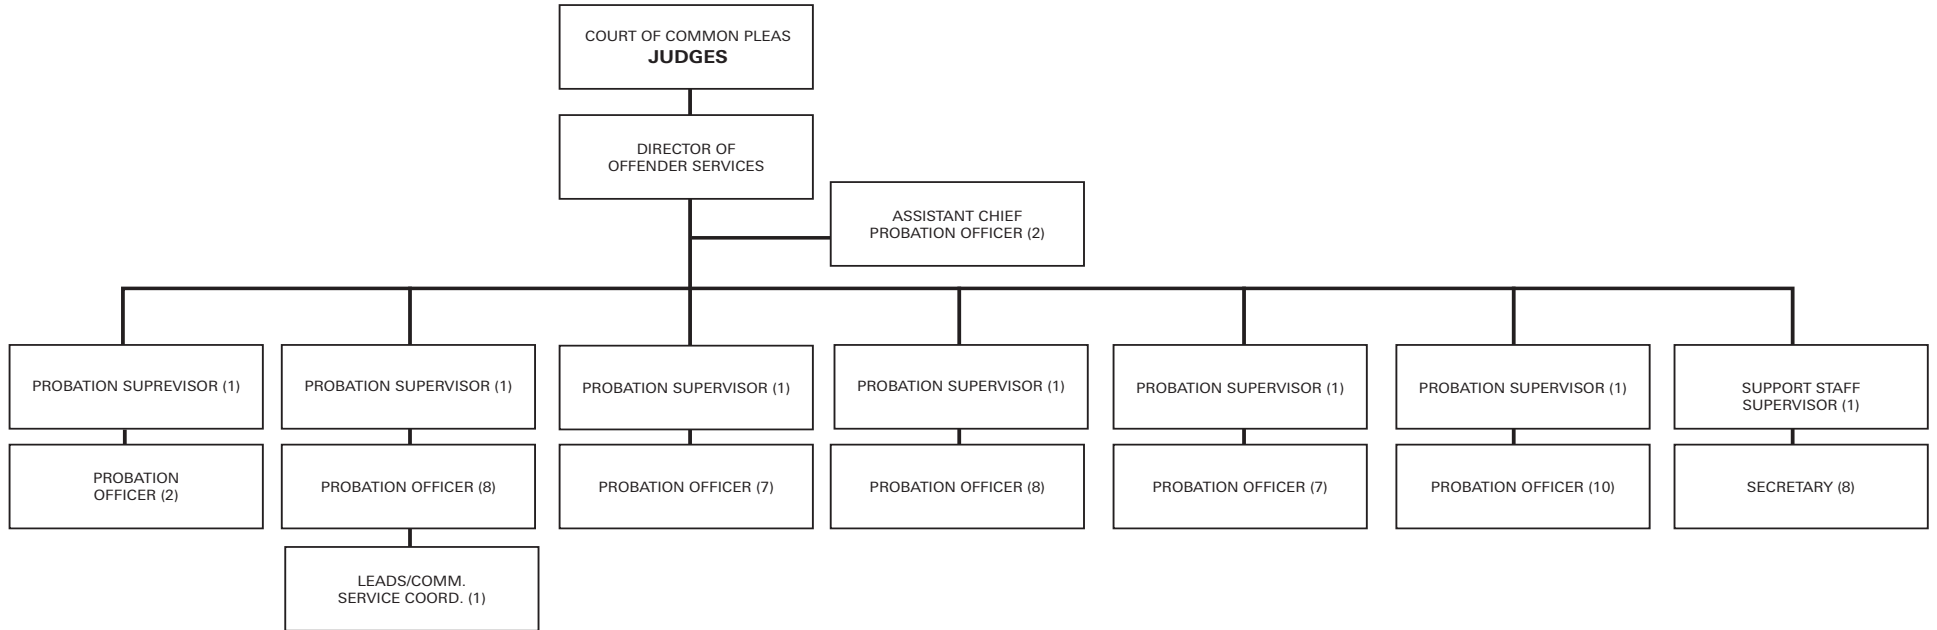 COURT OF COMMON PLEAS
JUDGES
DIRECTOR OF
OFFENDER SERVICES
ASSISTANT CHIEF
PROBATION OFFICER (2)
PROBATION SUPREVISOR (1)
PROBATION SUPERVISOR (1)
PROBATION SUPERVISOR (1)
PROBATION SUPERVISOR (1)
PROBATION SUPERVISOR (1)
PROBATION SUPERVISOR (1)
SUPPORT STAFF
SUPERVISOR (1)
PROBATION
OFFICER (2)
PROBATION OFFICER (8)
PROBATION OFFICER (7)
PROBATION OFFICER (8)
PROBATION OFFICER (7)
PROBATION OFFICER (10)
SECRETARY (8)
LEADS/COMM.
SERVICE COORD. (1)